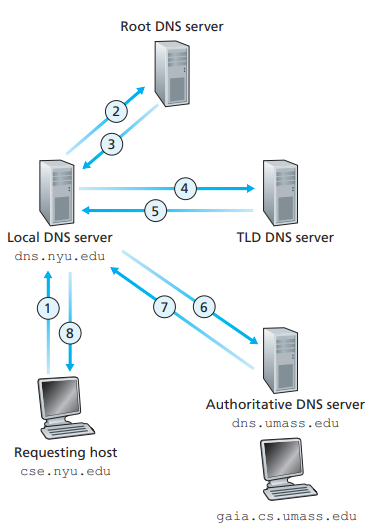 Root DNS server
2
3
4
5
Local DNS server
dns.nyu.edu
TLD DNS server
1
8
7
6
Authoritative DNS server
dns.umass.edu
Requesting host
cse.nyu.edu
gaia.cs.umass.edu